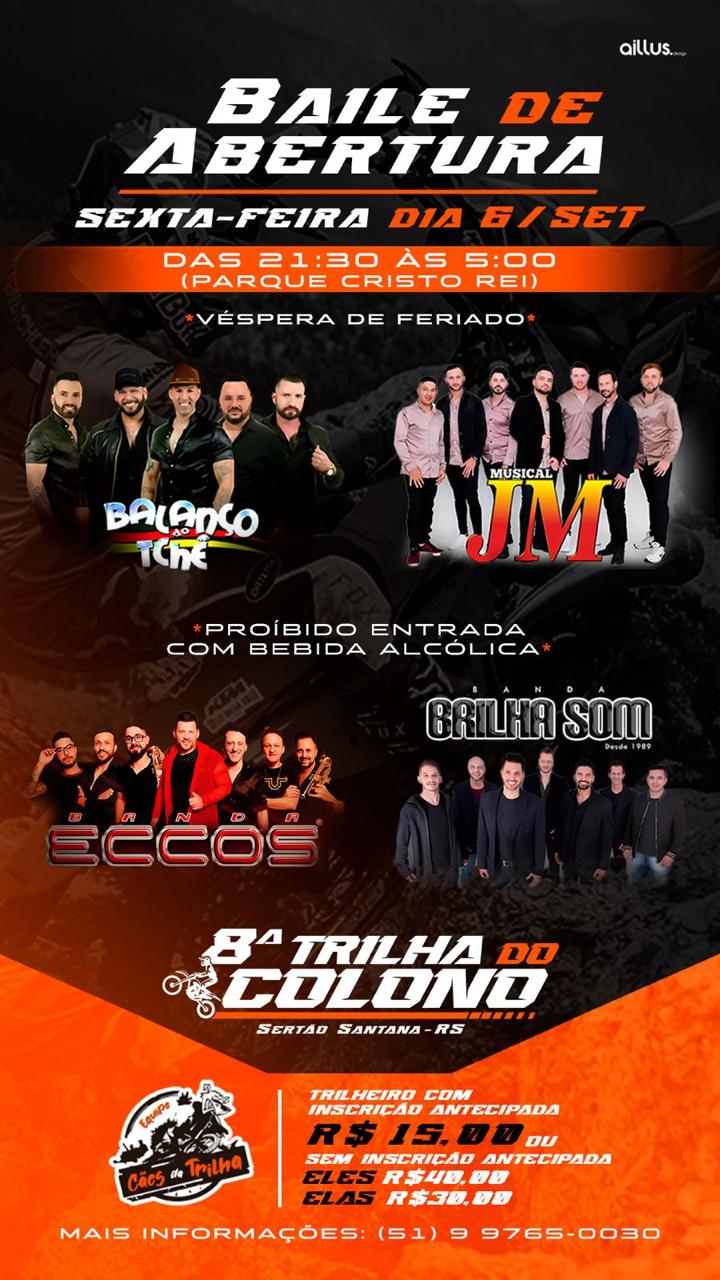 aillus.design
BAILE DE
ABERTURA
SEXTA-FEIRA DIA 6/SET
DAS 21:30 ÀS 5:00
(PARQUE CRISTO REI)
*VÉSPERA DE FERIADO*
BALANÇO
do
TCHÊ
MUSICAL
JM
*PROÍBIDO ENTRADA
COM BEBIDA ALCÓLICA*
BANDA
BRILHA SOM
Desde 1989
BANDA
ECCOS
8ª TRILHA DO
COLONO
SERTÃO SANTANA-RS
Equipe
Cães da Trilha
TRILHEIRO COM
INSCRIÇÃO ANTECIPADA
R$ 15,00 OU
SEM INSCRIÇÃO ANTECIPADA
ELES R$40,00
ELAS R$30,00
MAIS INFORMAÇÕES: (51) 9 9765-0030